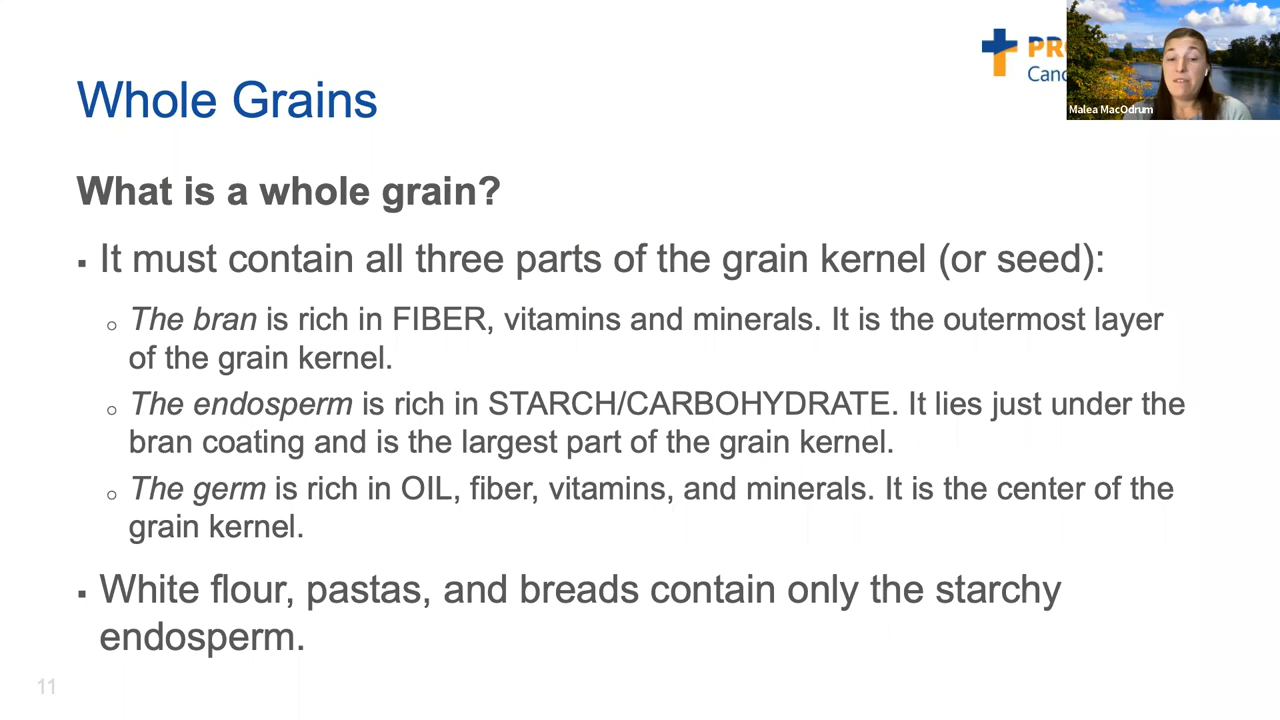 Whole Grains
Malea MacOdrum
What is a whole grain?
▪ It must contain all three parts of the grain kernel (or seed):
○ The bran is rich in FIBER, vitamins and minerals. It is the outermost layer
of the grain kernel.
○ The endosperm is rich in STARCH/CARBOHYDRATE. It lies just under the
bran coating and is the largest part of the grain kernel.
○ The germ is rich in OIL, fiber, vitamins, and minerals. It is the center of the
grain kernel.
▪ White flour, pastas, and breads contain only the starchy
endosperm.
11